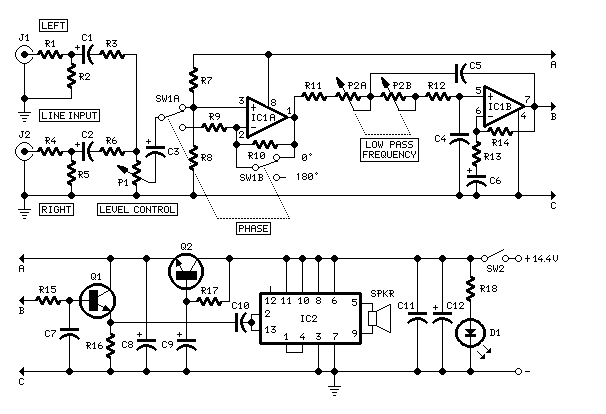 LEFT
J1
R1
+
C1
R3
R2
LINE INPUT
J2
R4
+
C2
R6
R5
P1
RIGHT
LEVEL CONTROL
SW1A
R7
+
C3
R9
R8
3
+
8
IC1A
1
-
2
R10
0°
SW1B
180°
PHASE
R11
P2A
P2B
R12
LOW PASS
FREQUENCY
C5
C4
5
+
IC1B
7
-
6
4
R14
R13
+
C6
A
B
C
A
Q2
Q1
R15
B
R17
C10
C7
R16
+
C8
+
C9
C
12
11
10
8
6
2
13
IC2
5
9
1
4
3
7
SPKR
C11
+
C12
SW2
+ 14.4V
R18
D1
-